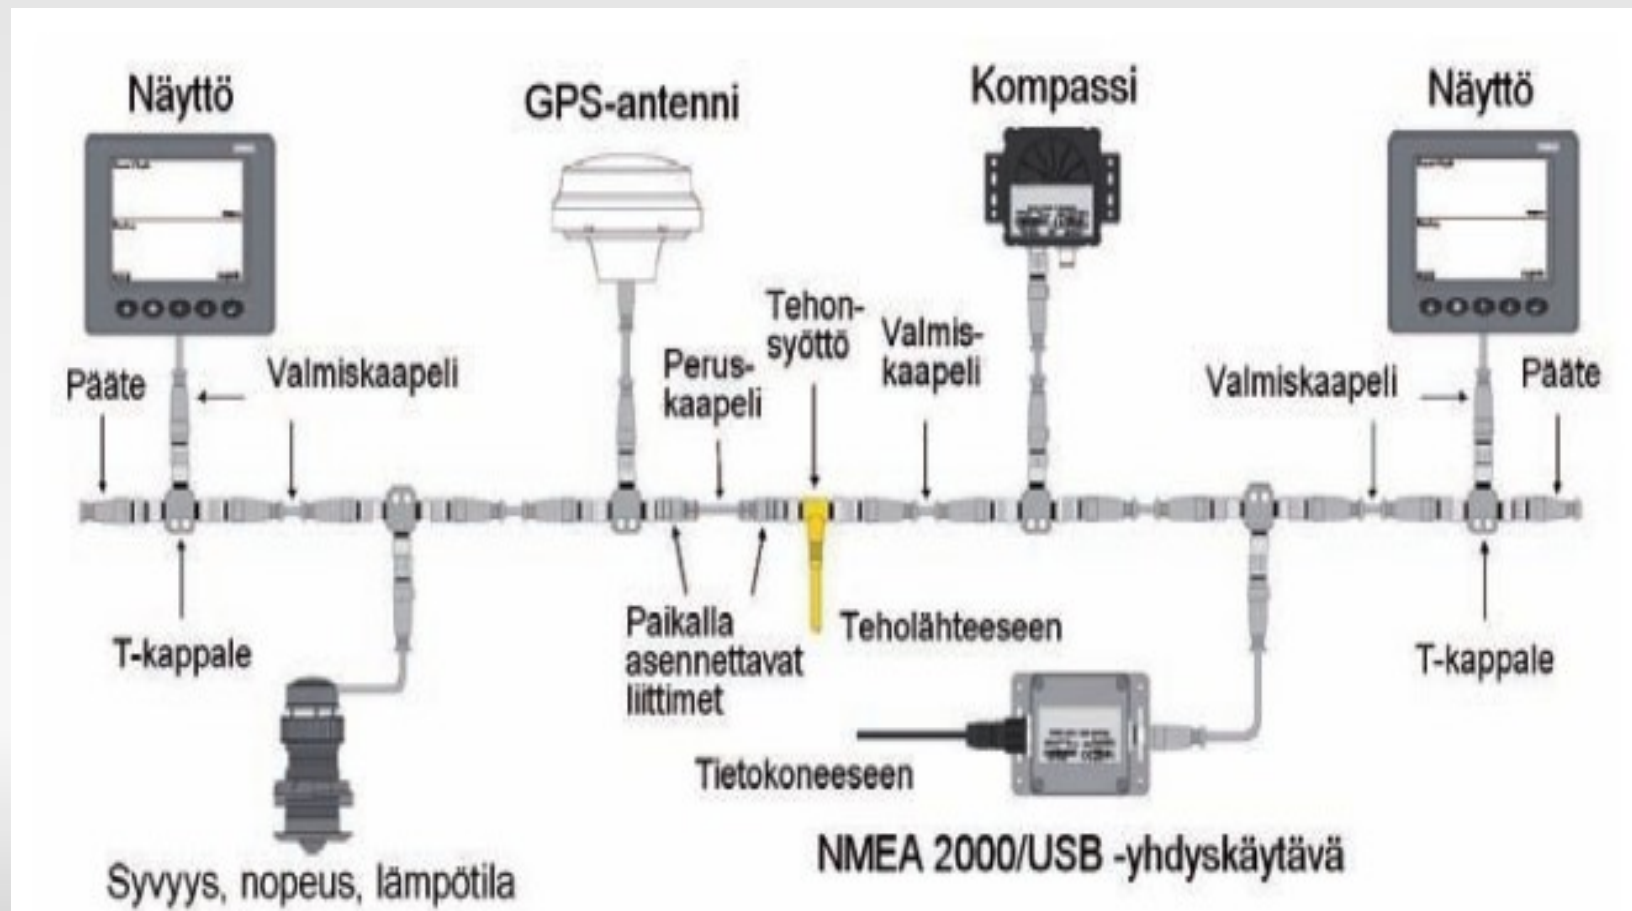 Näyttö
GPS-antenni
Kompassi
Näyttö
Pääte
Valmiskaapeli
Perus-
kaapeli
Tehon-
syöttö
Valmis-
kaapeli
Valmiskaapeli
Pääte
T-kappale
Paikalla
asennettavat
liittimet
Teholähteeseen
T-kappale
Tietokoneeseen
NMEA 2000/USB -yhdyskäytävä
Syvyys, nopeus, lämpötila